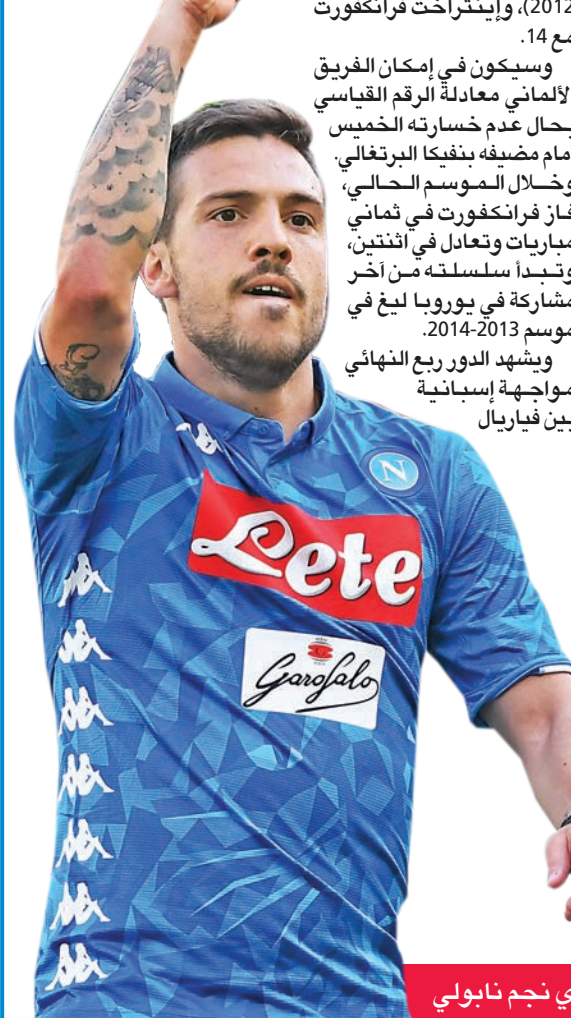 2012)، وإينتراخت فرانكفورت
مع 14.
وسيكون في إمكان الفريق
لألماني معادلة الرقم القياسي
بحال عدم خسارته الخميس
أمام مضيفه بنفيكا البرتغالي.
وخلال الموسم الحالي،
فاز فرانكفورت في ثماني
مباريات وتعادل في اثنتين،
وتبدأ سلسلته من آخر
مشاركة في يوروبا ليغ في
موسم 2013-2014.
ويشهد الدور ربع النهائي
مواجهة إسبانية
بين فياريال
N
Lete
Garofalo
ي نجم نابولي